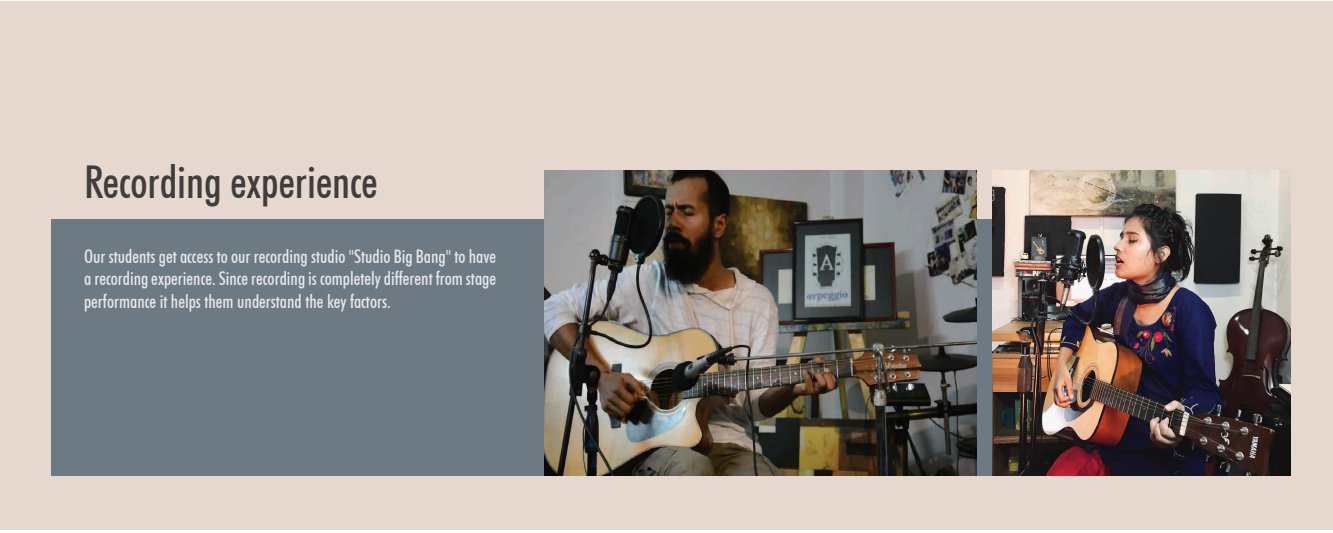 Recording experience
Our students get access to our recording studio "Studio Big Bang" to have
a recording experience. Since recording is completely different from stage
performance it helps them understand the key factors.
A
arpeggio
YAMAHA